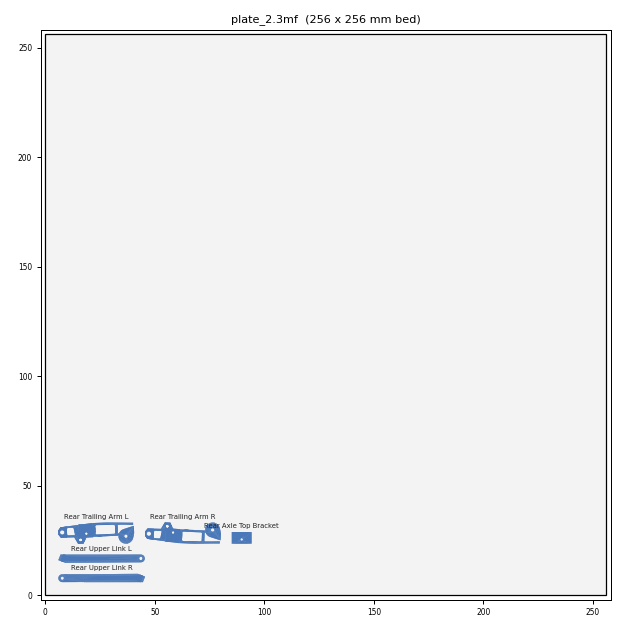 plate_2.3mf  (256 x 256 mm bed)
250
200
150
100
50
0
Rear Trailing Arm L
Rear Trailing Arm R
Rear Axle Top Bracket
Rear Upper Link L
Rear Upper Link R
0 50 100 150 200 250